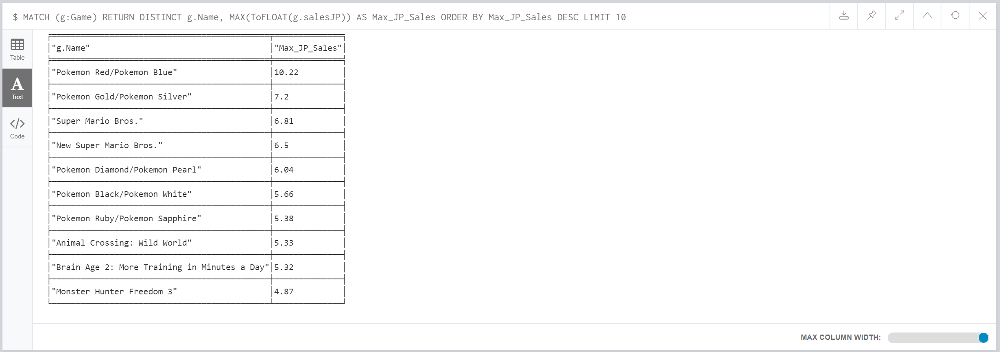 $ MATCH (g:Game) RETURN DISTINCT g.Name, MAX(ToFLOAT(g.salesJP)) AS Max_JP_Sales ORDER BY Max_JP_Sales DESC LIMIT 10
Table
A
Text
</>
Code
"g.Name" "Max_JP_Sales"
"Pokemon Red/Pokemon Blue" 10.22
"Pokemon Gold/Pokemon Silver" 7.2
"Super Mario Bros." 6.81
"New Super Mario Bros." 6.5
"Pokemon Diamond/Pokemon Pearl" 6.04
"Pokemon Black/Pokemon White" 5.66
"Pokemon Ruby/Pokemon Sapphire" 5.38
"Animal Crossing: Wild World" 5.33
"Brain Age 2: More Training in Minutes a Day" 5.32
"Monster Hunter Freedom 3" 4.87
MAX COLUMN WIDTH: